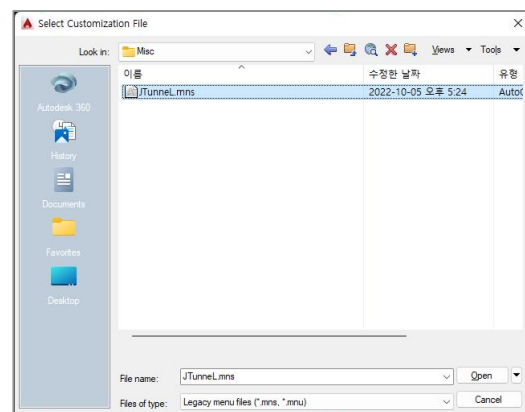 Select Customization File
Look in: Misc Views Tools
이름 수정한 날짜 유형
JTunneL.mns 2022-10-05 오후 5:24 AutoC
Autodesk 360
History
Documents
Favorites
Desktop
File name: JTunneL.mns Open
Files of type: Legacy menu files (*.mns, *.mnu) Cancel